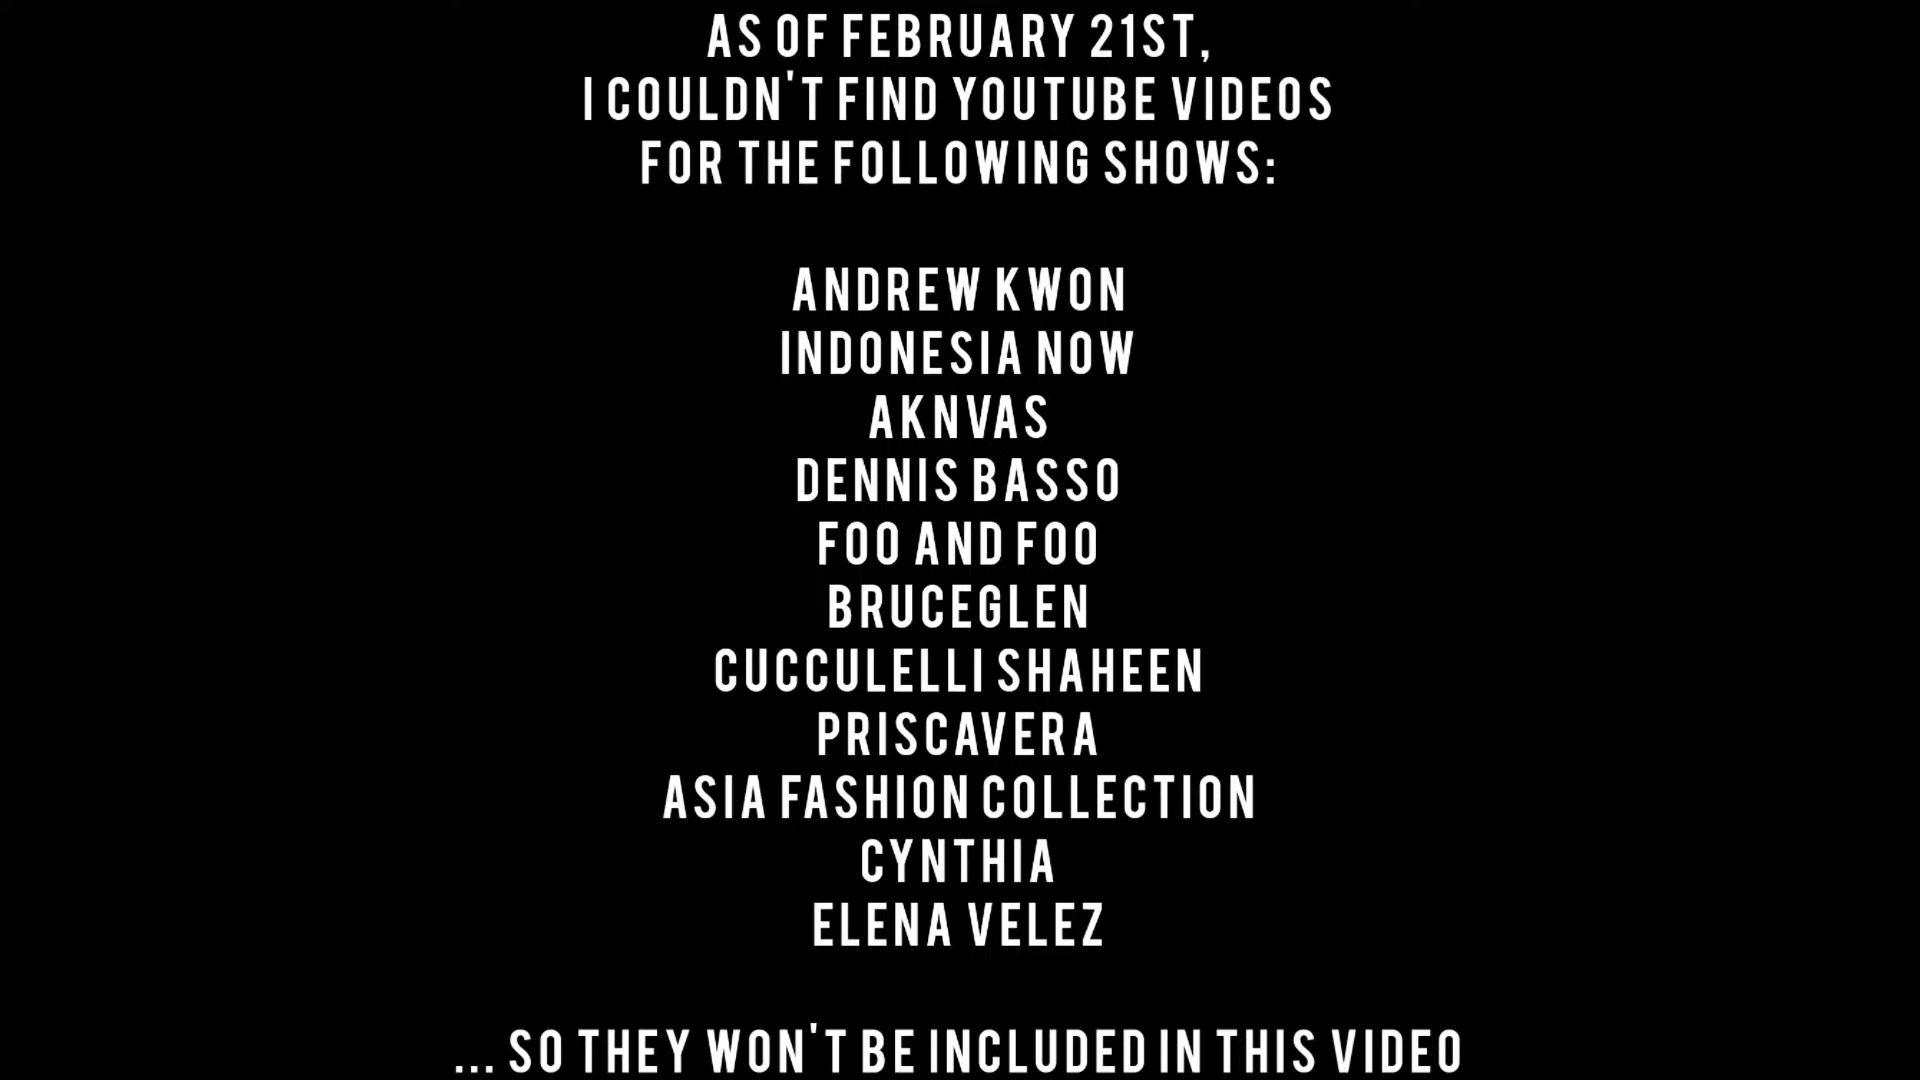 AS OF FEBRUARY 21ST,
I COULDN'T FIND YOUTUBE VIDEOS
FOR THE FOLLOWING SHOWS:
ANDREW KWON
INDONESIA NOW
AKNVAS
DENNIS BASSO
FOO AND FOO
BRUCEGLEN
CUCCULELLI SHAHEEN
PRISCAVERA
ASIA FASHION COLLECTION
CYNTHIA
ELENA VELEZ
... SO THEY WON'T BE INCLUDED IN THIS VIDEO